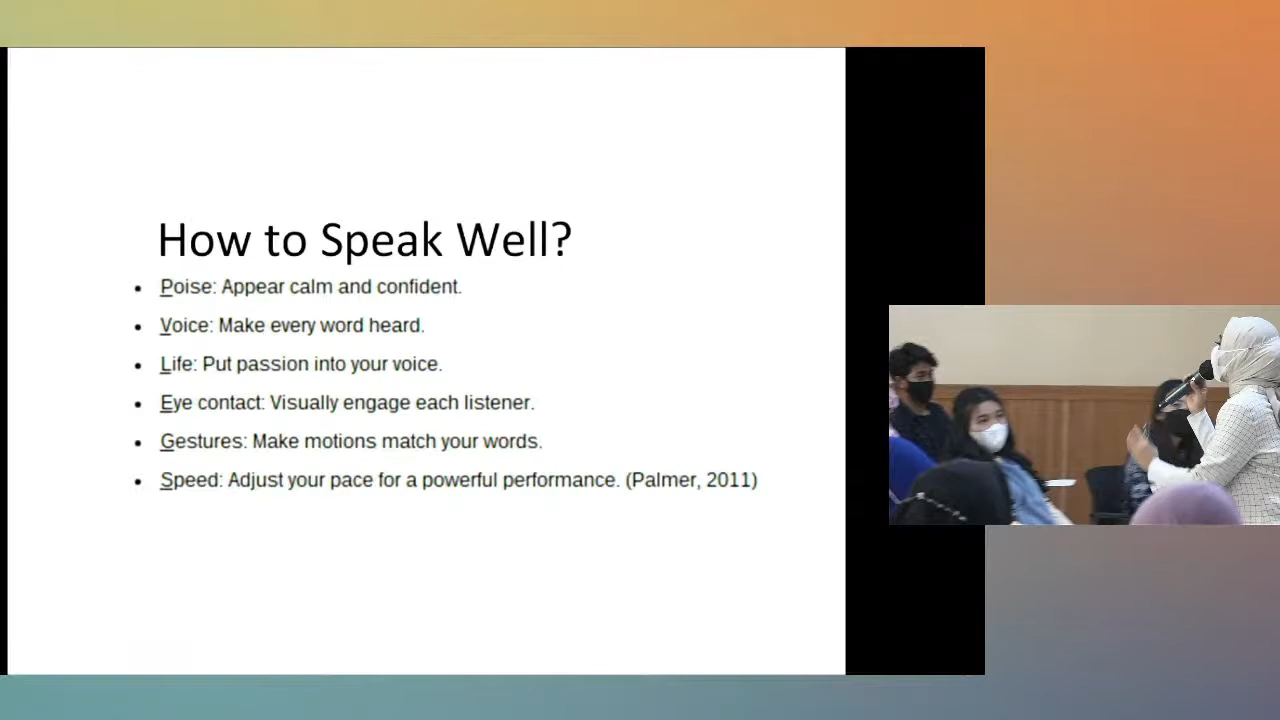 How to Speak Well?
• Poise: Appear calm and confident.
• Voice: Make every word heard.
• Life: Put passion into your voice.
• Eye contact: Visually engage each listener.
• Gestures: Make motions match your words.
• Speed: Adjust your pace for a powerful performance. (Palmer, 2011)